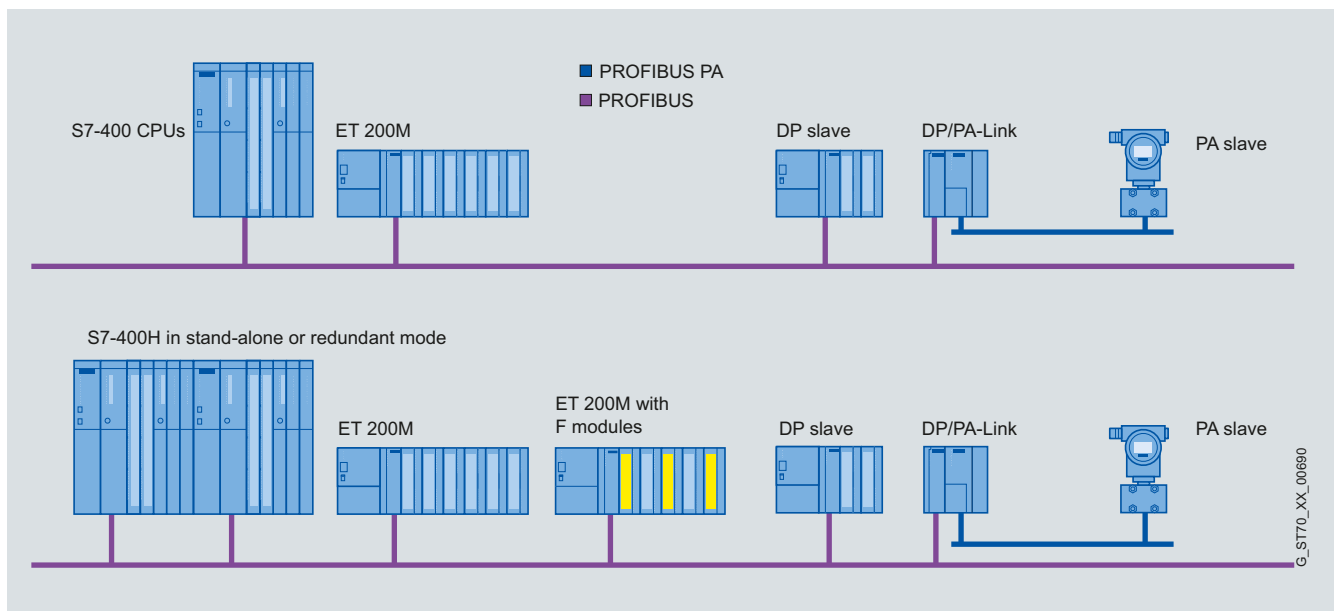 PROFIBUS PA
PROFIBUS
S7-400 CPUs
ET 200M
DP slave
DP/PA-Link
PA slave
S7-400H in stand-alone or redundant mode
ET 200M
ET 200M with
F modules
DP slave
DP/PA-Link
PA slave
G_ST70_XX_00690